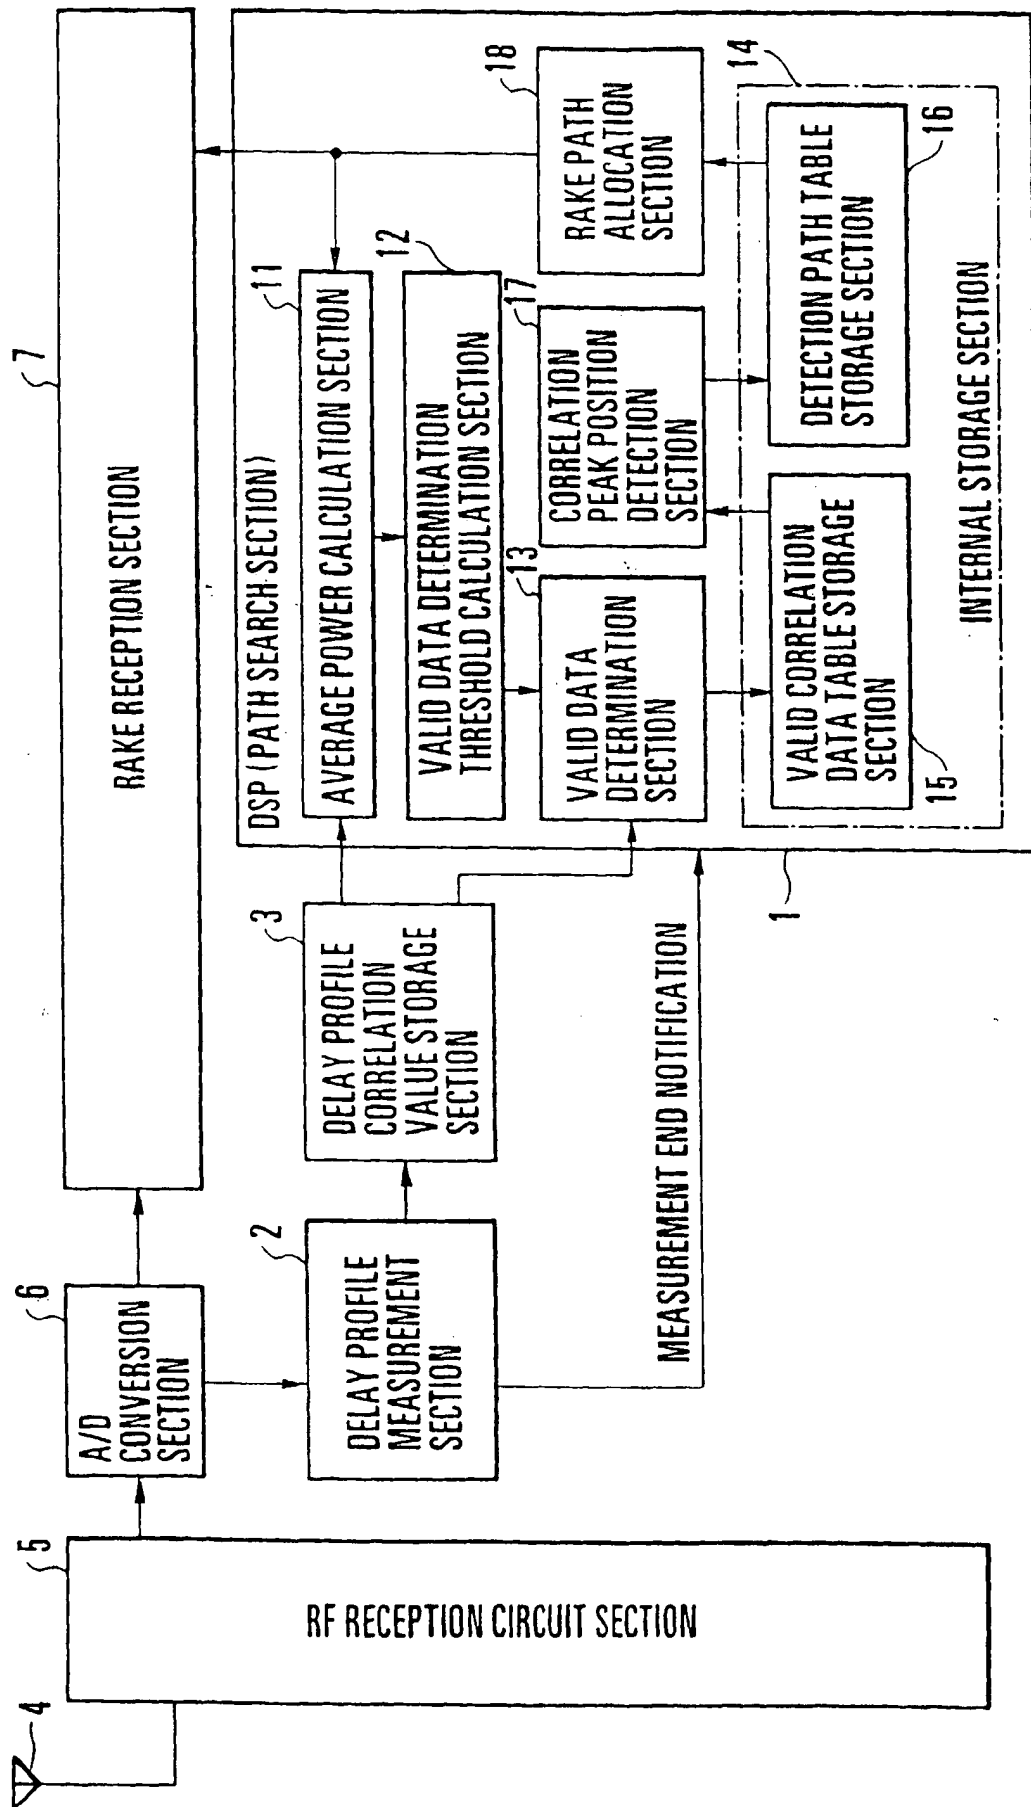 4
5
RF RECEPTION CIRCUIT SECTION
6
A/D
CONVERSION
SECTION
7
RAKE RECEPTION SECTION
2
DELAY PROFILE
MEASUREMENT
SECTION
3
DELAY PROFILE
CORRELATION
VALUE STORAGE
SECTION
MEASUREMENT END NOTIFICATION
1
DSP (PATH SEARCH SECTION)
11
AVERAGE POWER CALCULATION SECTION
12
VALID DATA DETERMINATION
THRESHOLD CALCULATION SECTION
13
VALID DATA
DETERMINATION
SECTION
17
CORRELATION
PEAK POSITION
DETECTION
SECTION
18
RAKE PATH
ALLOCATION
SECTION
14
15
VALID CORRELATION
DATA TABLE STORAGE
SECTION
16
DETECTION PATH TABLE
STORAGE SECTION
INTERNAL STORAGE SECTION